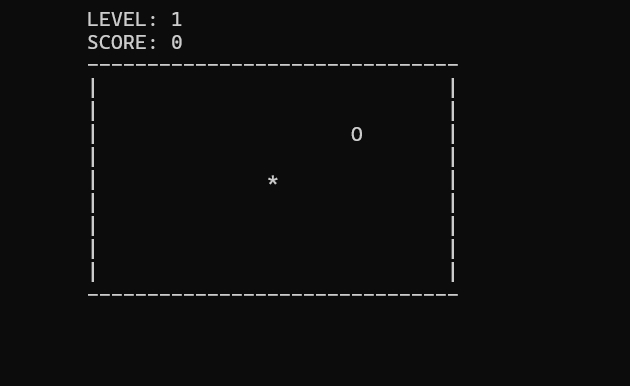 LEVEL: 1
SCORE: 0
-------------------------------
|                             |
|                             |
|                     O       |
|                             |
|              *              |
|                             |
|                             |
|                             |
|                             |
-------------------------------